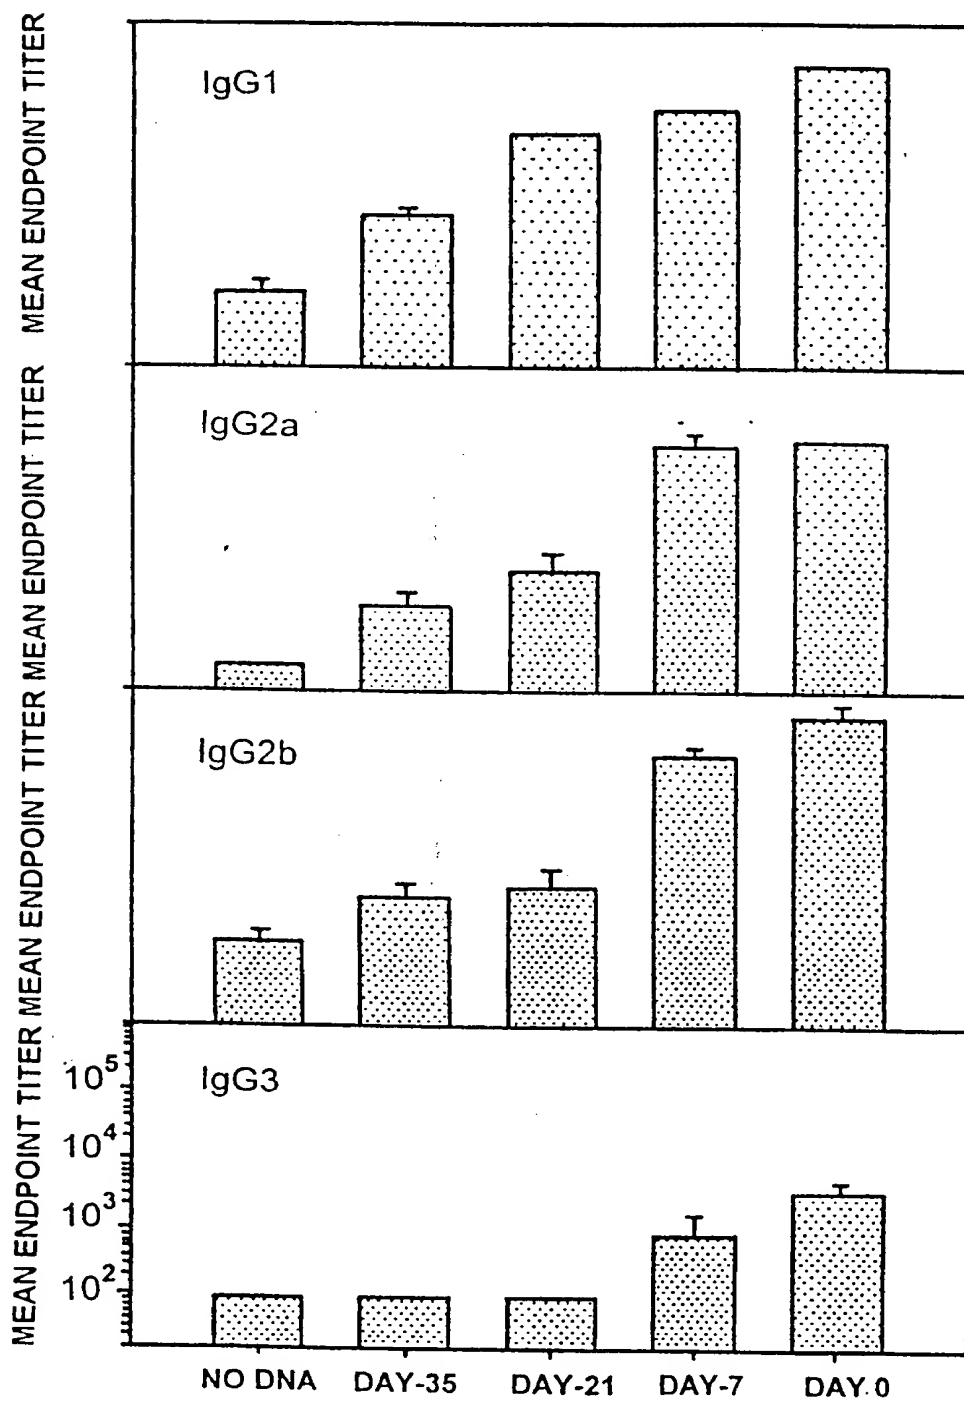 MEAN ENDPOINT TITER
IgG1
MEAN ENDPOINT TITER
IgG2a
MEAN ENDPOINT TITER
IgG2b
MEAN ENDPOINT TITER
IgG3
10⁵
10⁴
10³
10²
NO DNA DAY-35 DAY-21 DAY-7 DAY 0